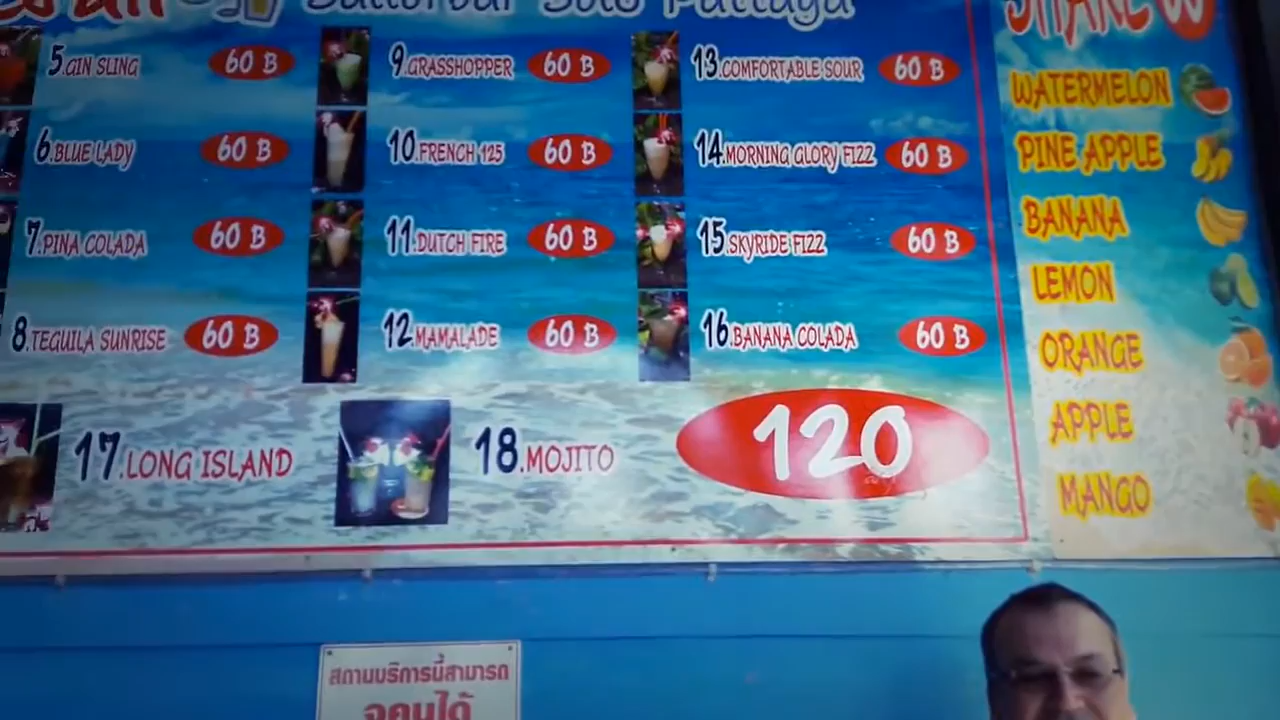 Pattaya
SHAKE
5.GIN SLING 60 B
9.GRASSHOPPER 60 B
13.COMFORTABLE SOUR 60 B
6.BLUE LADY 60 B
10.FRENCH 125 60 B
14.MORNING GLORY FIZZ 60 B
7.PINA COLADA 60 B
11.DUTCH FIRE 60 B
15.SKYRIDE FIZZ 60 B
8.TEGUILA SUNRISE 60 B
12.MAMALADE 60 B
16.BANANA COLADA 60 B
17.LONG ISLAND
18.MOJITO 120
WATERMELON
PINE APPLE
BANANA
LEMON
ORANGE
APPLE
MANGO
สถานบริการนี้สามารถ